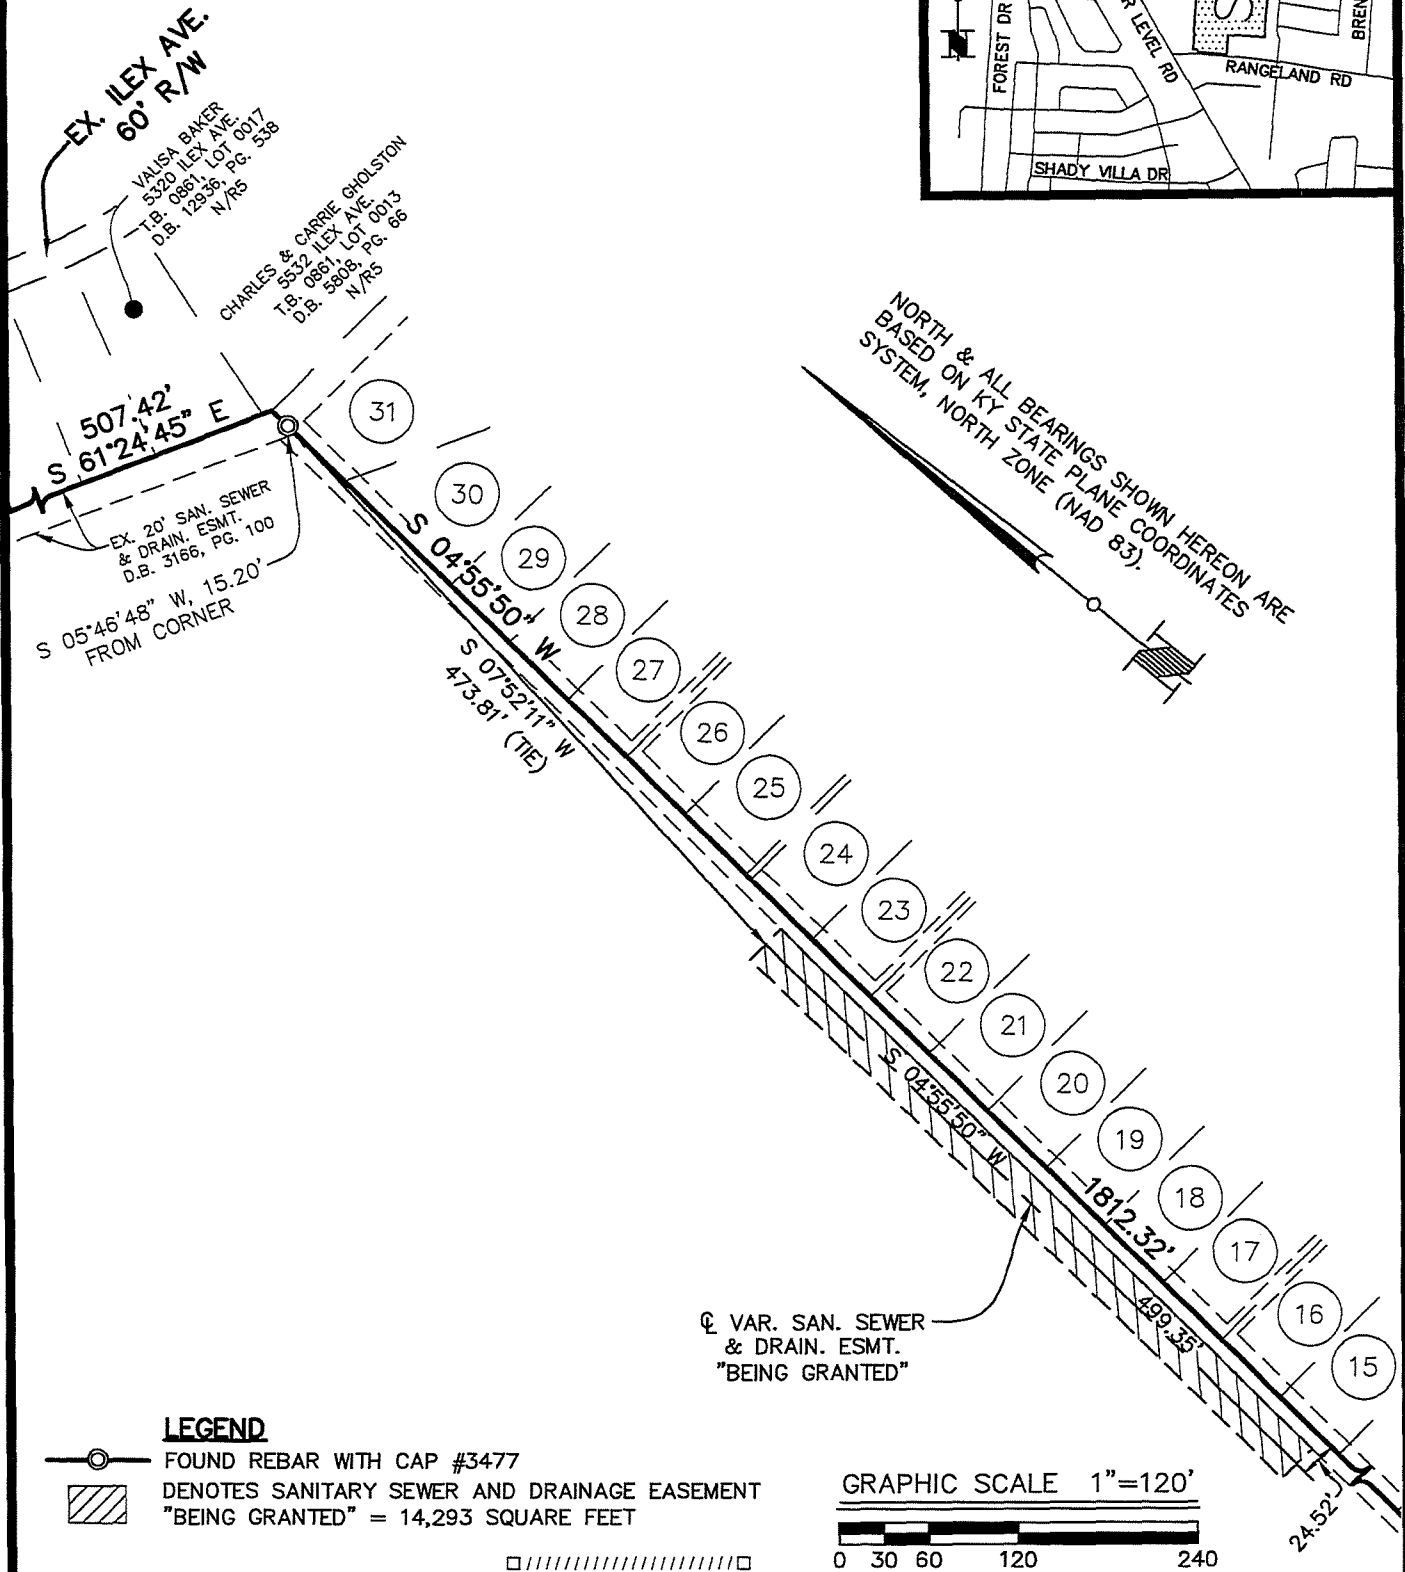 EX. ILEX AVE.
60' R/W
VALISA BAKER
5320 ILEX AVE.
T.B. 0861, LOT 0017
D.B. 12936, PG. 538
N/R5
CHARLES & CARRIE GHOLSTON
5532 ILEX AVE.
T.B. 0861, LOT 0013
D.B. 5808, PG. 66
N/R5
FOREST DR
R LEVEL RD
BREN
RANGELAND RD
SHADY VILLA DR
NORTH & ALL BEARINGS SHOWN HEREON ARE
BASED ON KY STATE PLANE COORDINATES
SYSTEM, NORTH ZONE (NAD 83).
507.42'
S 61°24'45" E
EX. 20' SAN. SEWER
& DRAIN. ESMT.
D.B. 3166, PG. 100
S 05°46'48" W, 15.20'
FROM CORNER
S 04°55'50" W
S 07°52'11" W
473.81' (TIE)
31
30
29
28
27
26
25
24
23
22
21
20
19
18
17
16
15
S 04°55'50" W
1812.32'
499.35'
24.52'
℄ VAR. SAN. SEWER
& DRAIN. ESMT.
"BEING GRANTED"
LEGEND
FOUND REBAR WITH CAP #3477
DENOTES SANITARY SEWER AND DRAINAGE EASEMENT
"BEING GRANTED" = 14,293 SQUARE FEET
GRAPHIC SCALE 1"=120'
0 30 60 120 240